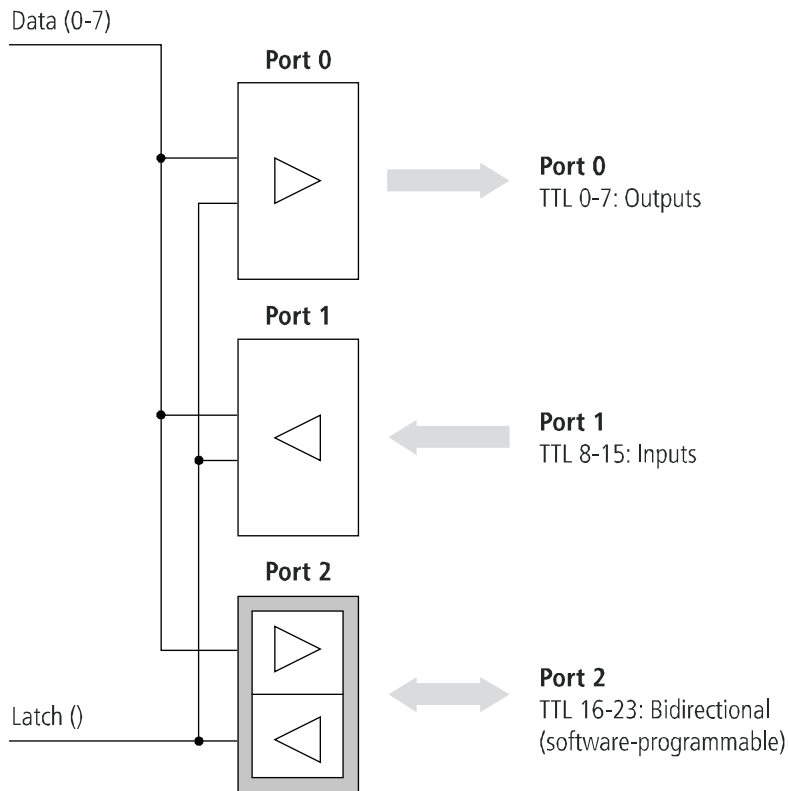 Data (0-7)
Port 0
Port 0
TTL 0-7: Outputs
Port 1
Port 1
TTL 8-15: Inputs
Port 2
Port 2
TTL 16-23: Bidirectional
(software-programmable)
Latch ()